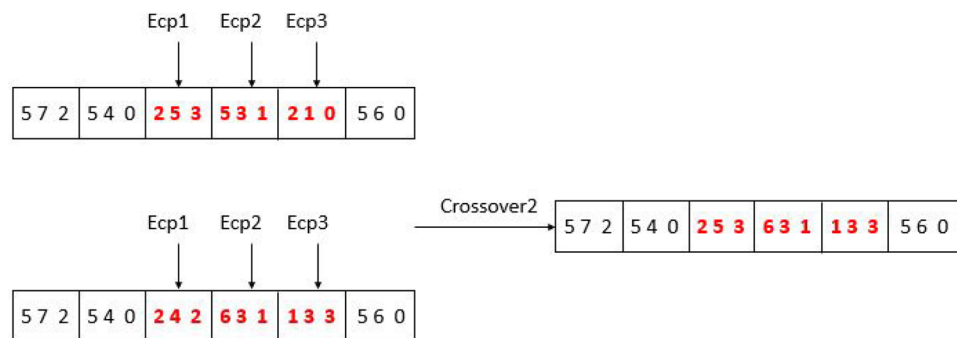 Ecp1 Ecp2 Ecp3
5 7 2 5 4 0 2 5 3 5 3 1 2 1 0 5 6 0
Ecp1 Ecp2 Ecp3
Crossover2
5 7 2 5 4 0 2 5 3 6 3 1 1 3 3 5 6 0
5 7 2 5 4 0 2 4 2 6 3 1 1 3 3 5 6 0